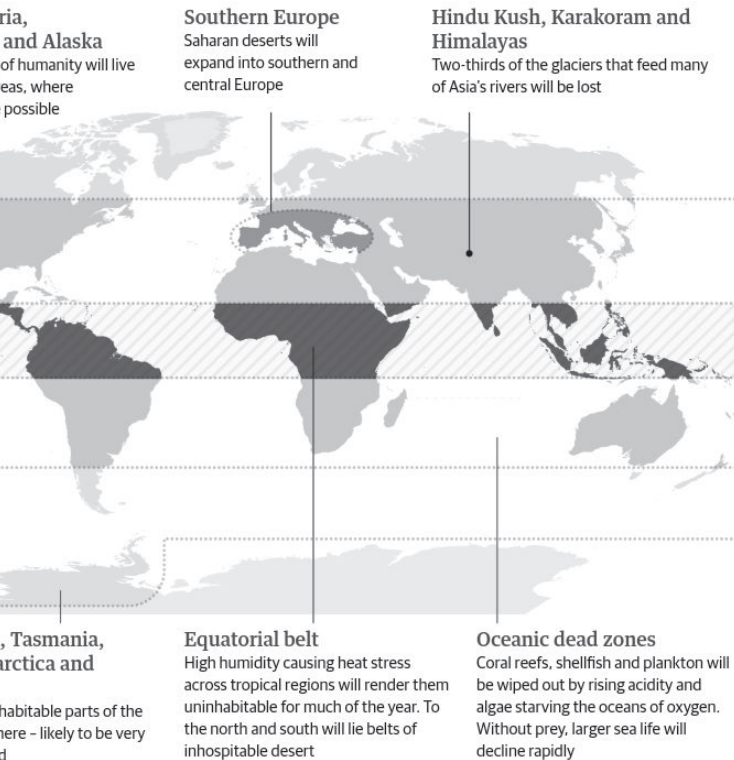 ria,
and Alaska
of humanity will live
eas, where
possible
Southern Europe
Saharan deserts will
expand into southern and
central Europe
Hindu Kush, Karakoram and
Himalayas
Two-thirds of the glaciers that feed many
of Asia's rivers will be lost
, Tasmania,
arctica and
habitable parts of the
here – likely to be very
d
Equatorial belt
High humidity causing heat stress
across tropical regions will render them
uninhabitable for much of the year. To
the north and south will lie belts of
inhospitable desert
Oceanic dead zones
Coral reefs, shellfish and plankton will
be wiped out by rising acidity and
algae starving the oceans of oxygen.
Without prey, larger sea life will
decline rapidly